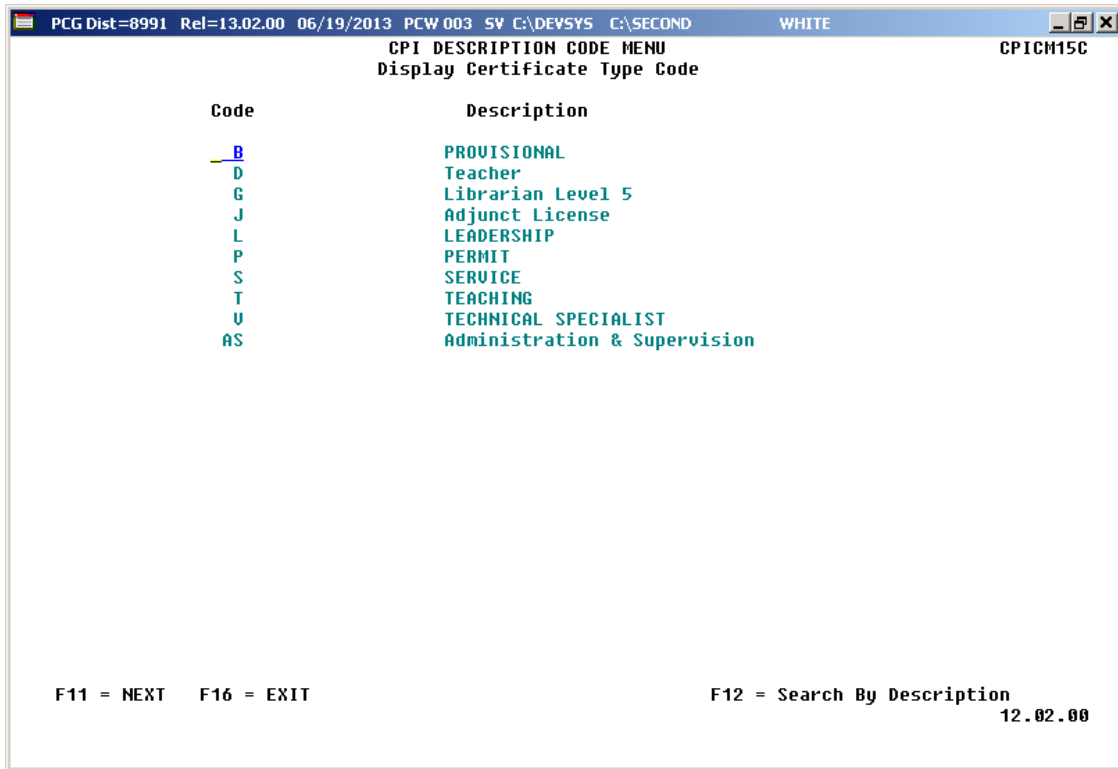 PCG Dist=8991 Rel=13.02.00 06/19/2013 PCW 003 SV C:\DEVSYS C:\SECOND WHITE
CPI DESCRIPTION CODE MENU CPICM15C
Display Certificate Type Code
Code Description
_ B PROVISIONAL
D Teacher
G Librarian Level 5
J Adjunct License
L LEADERSHIP
P PERMIT
S SERVICE
T TEACHING
V TECHNICAL SPECIALIST
AS Administration & Supervision
F11 = NEXT F16 = EXIT F12 = Search By Description
12.02.00